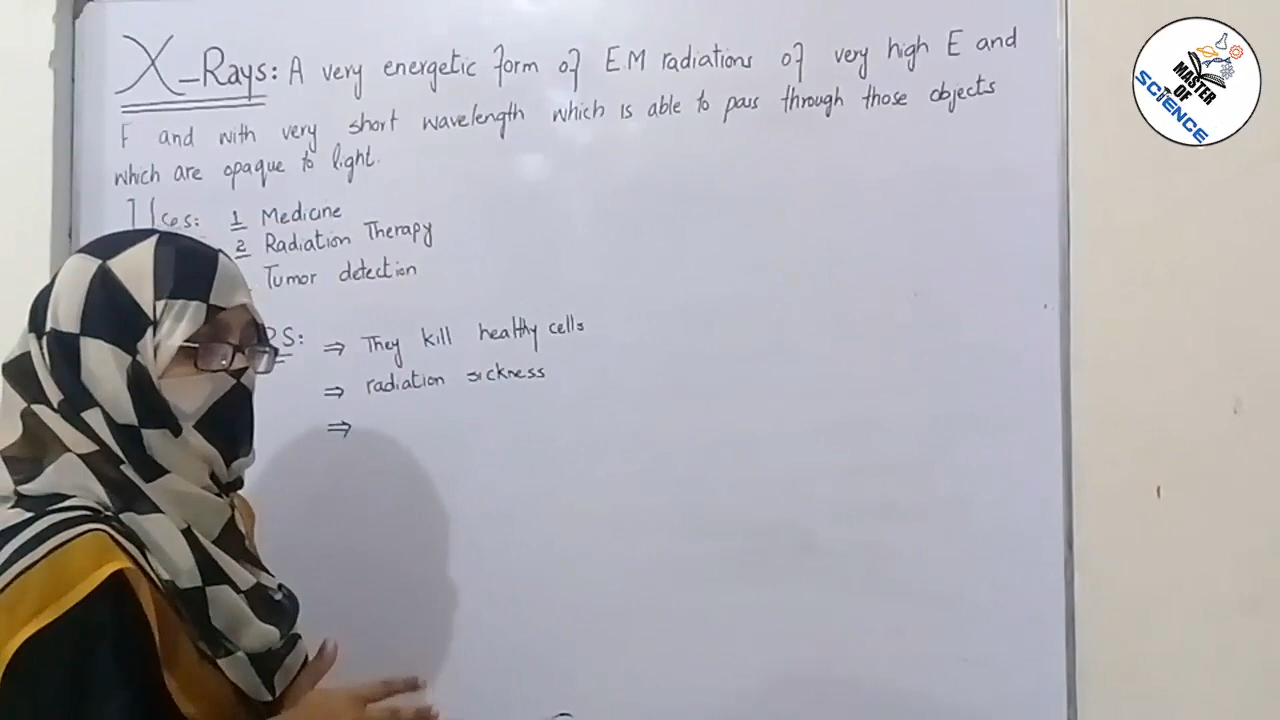 X-Rays: A very energetic form of EM radiations of very high E and
F and with very short wavelength which is able to pass through those objects
which are opaque to light.
Uses: 1 Medicine
2 Radiation Therapy
Tumor detection
RS: ⇒ They kill healthy cells
⇒ radiation sickness
⇒
MASTER
OF
SCIENCE